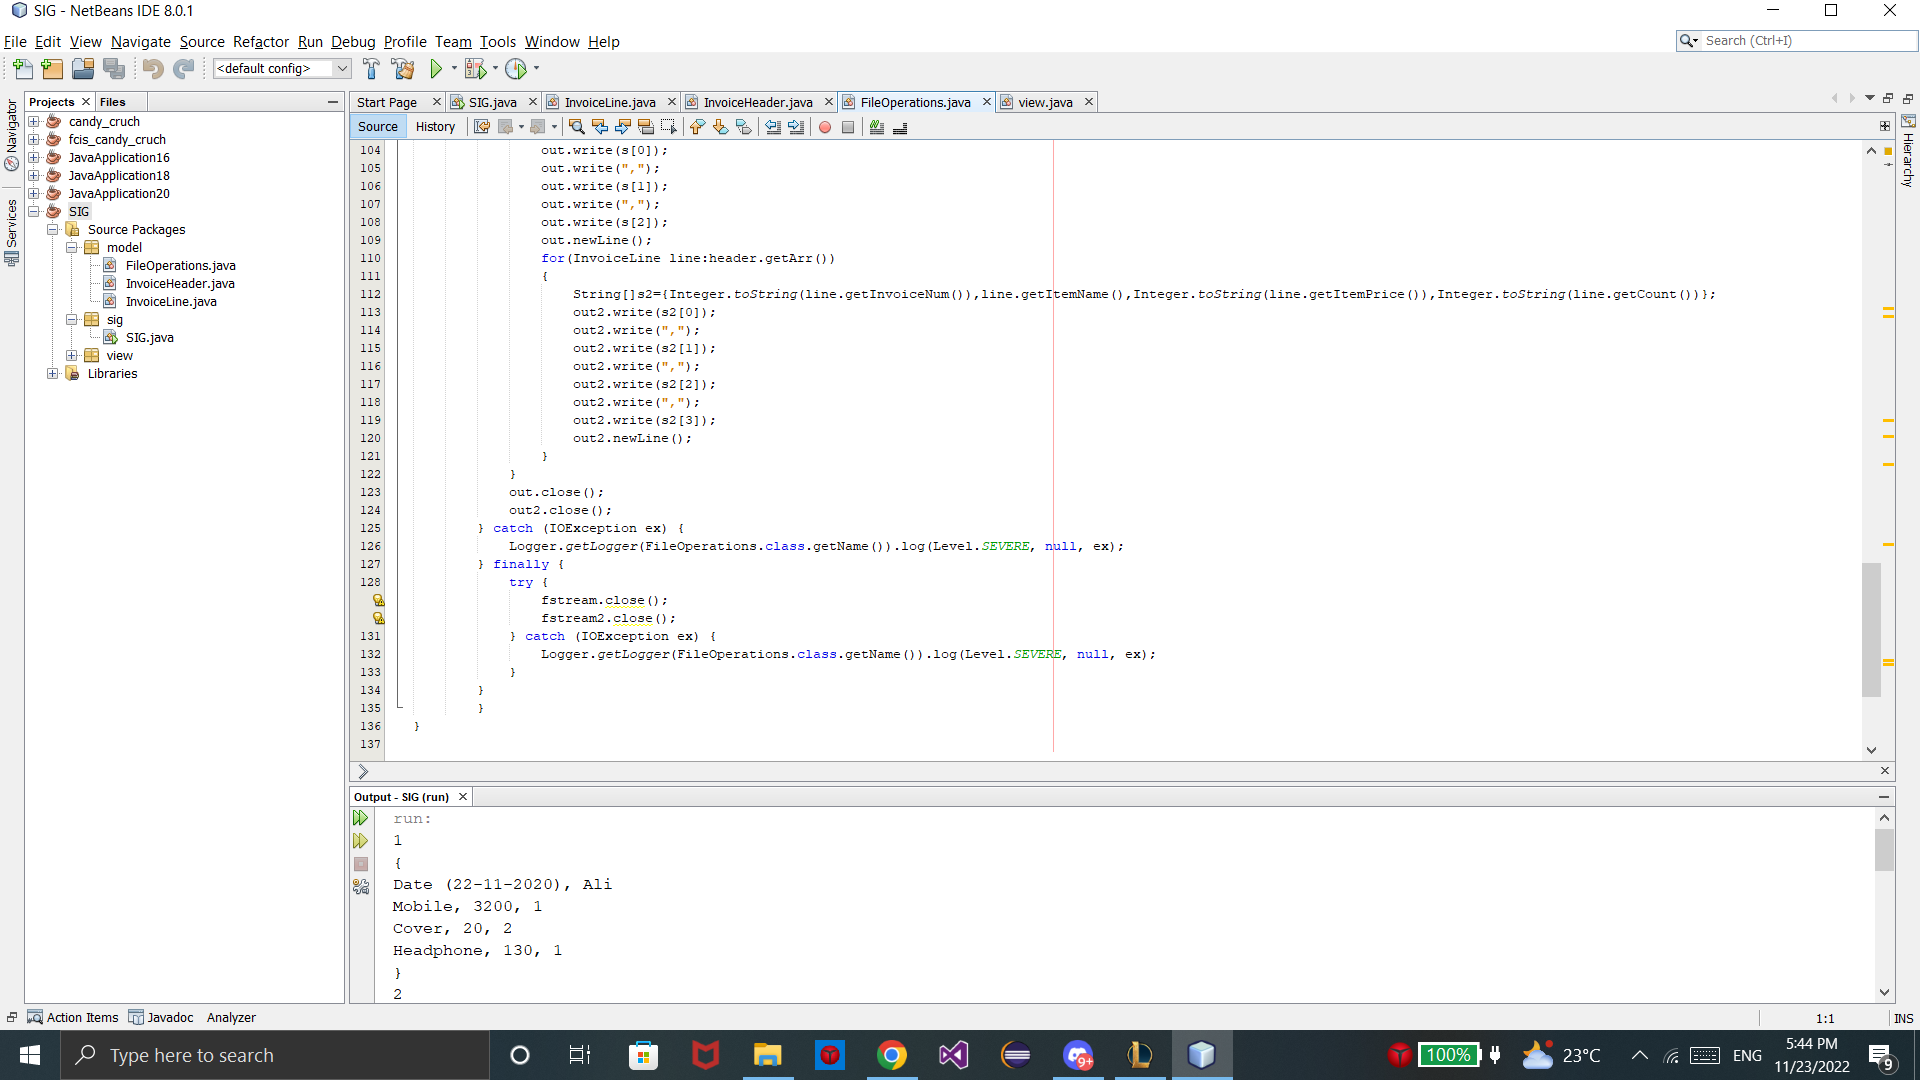 SIG - NetBeans IDE 8.0.1
File Edit View Navigate Source Refactor Run Debug Profile Team Tools Window Help
Search (Ctrl+I)
<default config>
Navigator
Services
Projects Files
candy_cruch
fcis_candy_cruch
JavaApplication16
JavaApplication18
JavaApplication20
SIG
Source Packages
model
FileOperations.java
InvoiceHeader.java
InvoiceLine.java
sig
SIG.java
view
Libraries
Start Page SIG.java InvoiceLine.java InvoiceHeader.java FileOperations.java view.java
Source History
Hierarchy
104 out.write(s[0]);
105 out.write(",");
106 out.write(s[1]);
107 out.write(",");
108 out.write(s[2]);
109 out.newLine();
110 for(InvoiceLine line:header.getArr())
111 {
112 String[]s2={Integer.toString(line.getInvoiceNum()),line.getItemName(),Integer.toString(line.getItemPrice()),Integer.toString(line.getCount())};
113 out2.write(s2[0]);
114 out2.write(",");
115 out2.write(s2[1]);
116 out2.write(",");
117 out2.write(s2[2]);
118 out2.write(",");
119 out2.write(s2[3]);
120 out2.newLine();
121 }
122 }
123 out.close();
124 out2.close();
125 } catch (IOException ex) {
126 Logger.getLogger(FileOperations.class.getName()).log(Level.SEVERE, null, ex);
127 } finally {
128 try {
fstream.close();
fstream2.close();
131 } catch (IOException ex) {
132 Logger.getLogger(FileOperations.class.getName()).log(Level.SEVERE, null, ex);
133 }
134 }
135 }
136 }
137
Output - SIG (run)
run:
1
{
Date (22-11-2020), Ali
Mobile, 3200, 1
Cover, 20, 2
Headphone, 130, 1
}
2
Action Items Javadoc Analyzer
1:1 INS
Type here to search
9+
100%
23°C
ENG
5:44 PM
11/23/2022
9